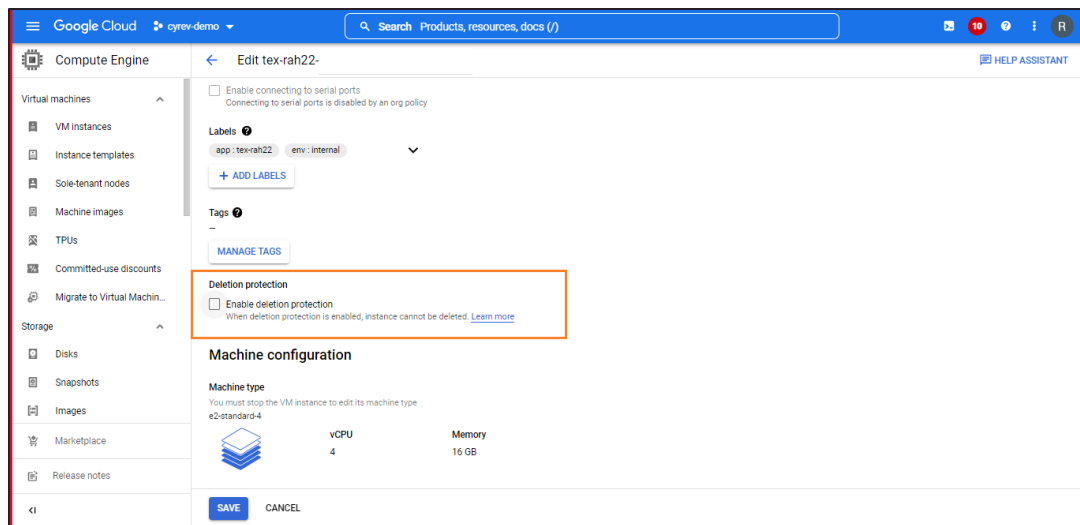 Google Cloud cyrev-demo Search Products, resources, docs (/) 10 R
Compute Engine
Edit tex-rah22-
HELP ASSISTANT
Virtual machines
VM instances
Instance templates
Sole-tenant nodes
Machine images
TPUs
Committed-use discounts
Migrate to Virtual Machin...
Storage
Disks
Snapshots
Images
Marketplace
Release notes
Enable connecting to serial ports
Connecting to serial ports is disabled by an org policy
Labels
app : tex-rah22 env : internal
+ ADD LABELS
Tags
–
MANAGE TAGS
Deletion protection
Enable deletion protection
When deletion protection is enabled, instance cannot be deleted. Learn more
Machine configuration
Machine type
You must stop the VM instance to edit its machine type
e2-standard-4
vCPU Memory
4 16 GB
SAVE CANCEL